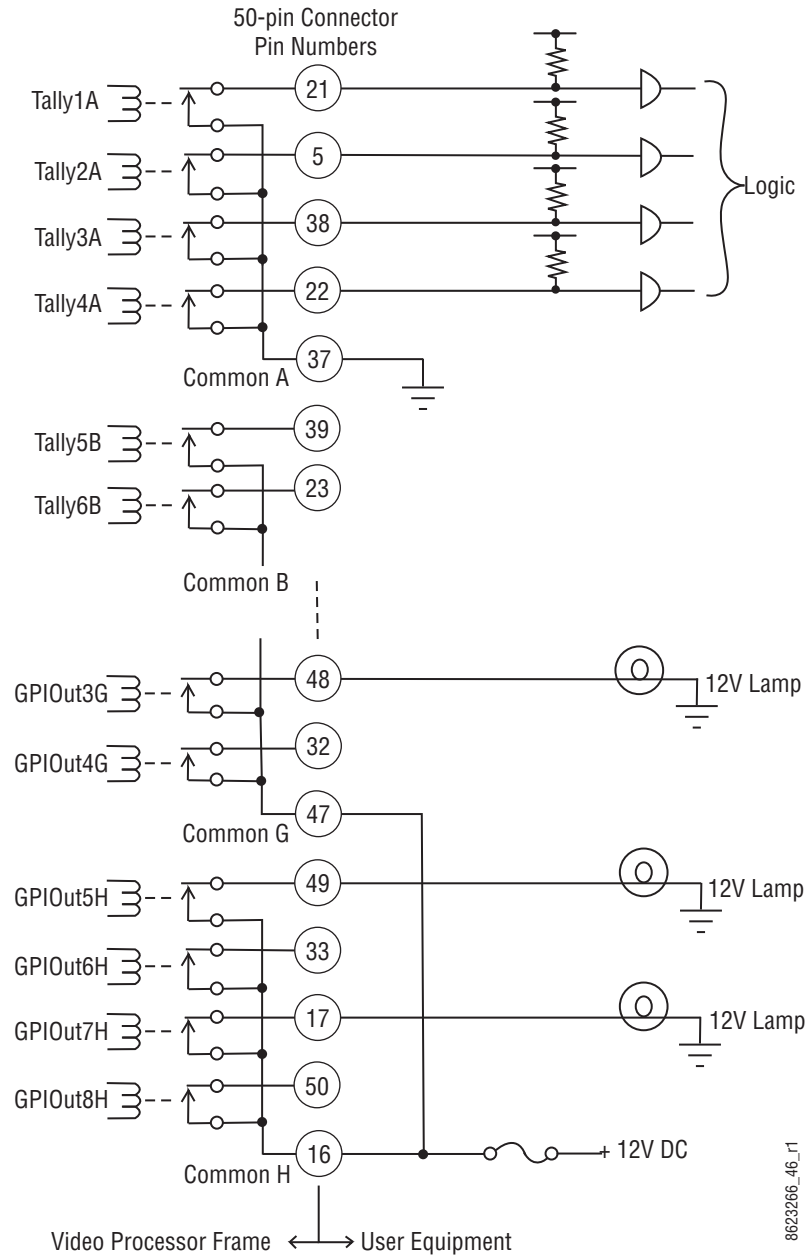 50-pin Connector
Pin Numbers
Tally1A
21
Tally2A
5
Logic
Tally3A
38
Tally4A
22
37
Common A
Tally5B
39
Tally6B
23
Common B
GPIOut3G
48
12V Lamp
GPIOut4G
32
47
Common G
GPIOut5H
49
12V Lamp
GPIOut6H
33
GPIOut7H
17
12V Lamp
GPIOut8H
50
16
+ 12V DC
Common H
Video Processor Frame
User Equipment
8623266_46_r1